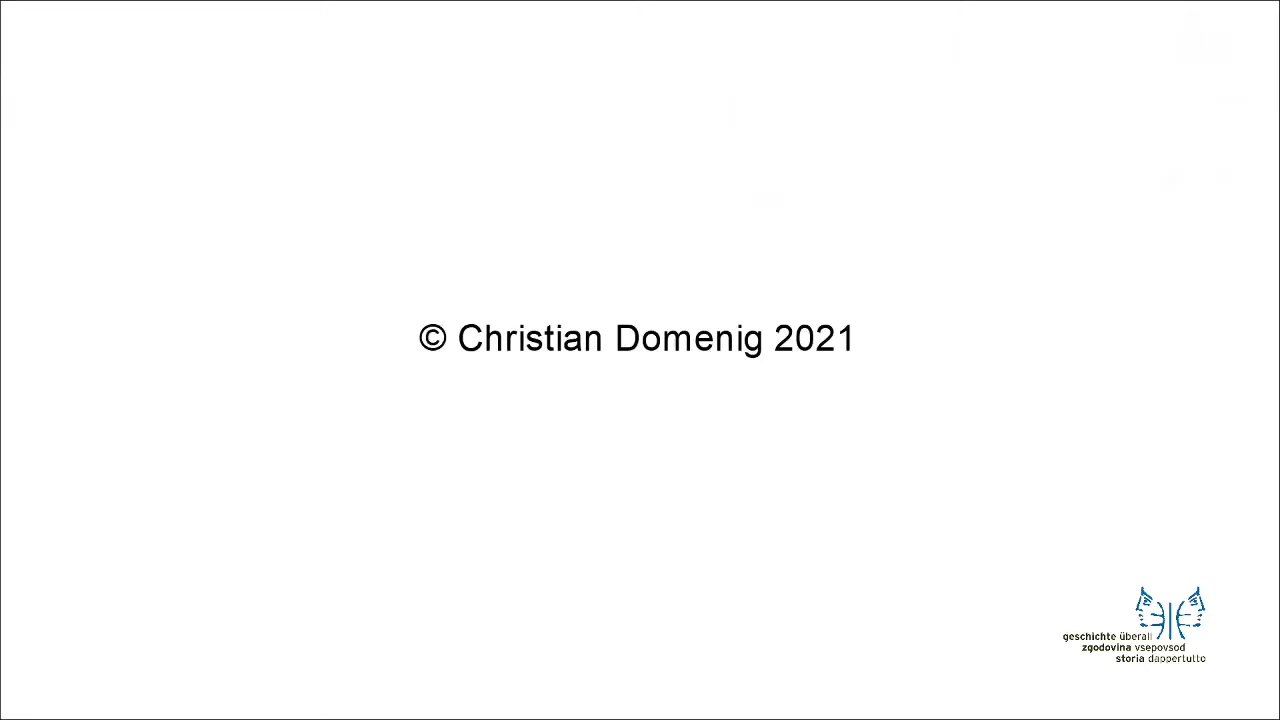 © Christian Domenig 2021
geschichte überall
zgodovina vsepovsod
storia dappertutto